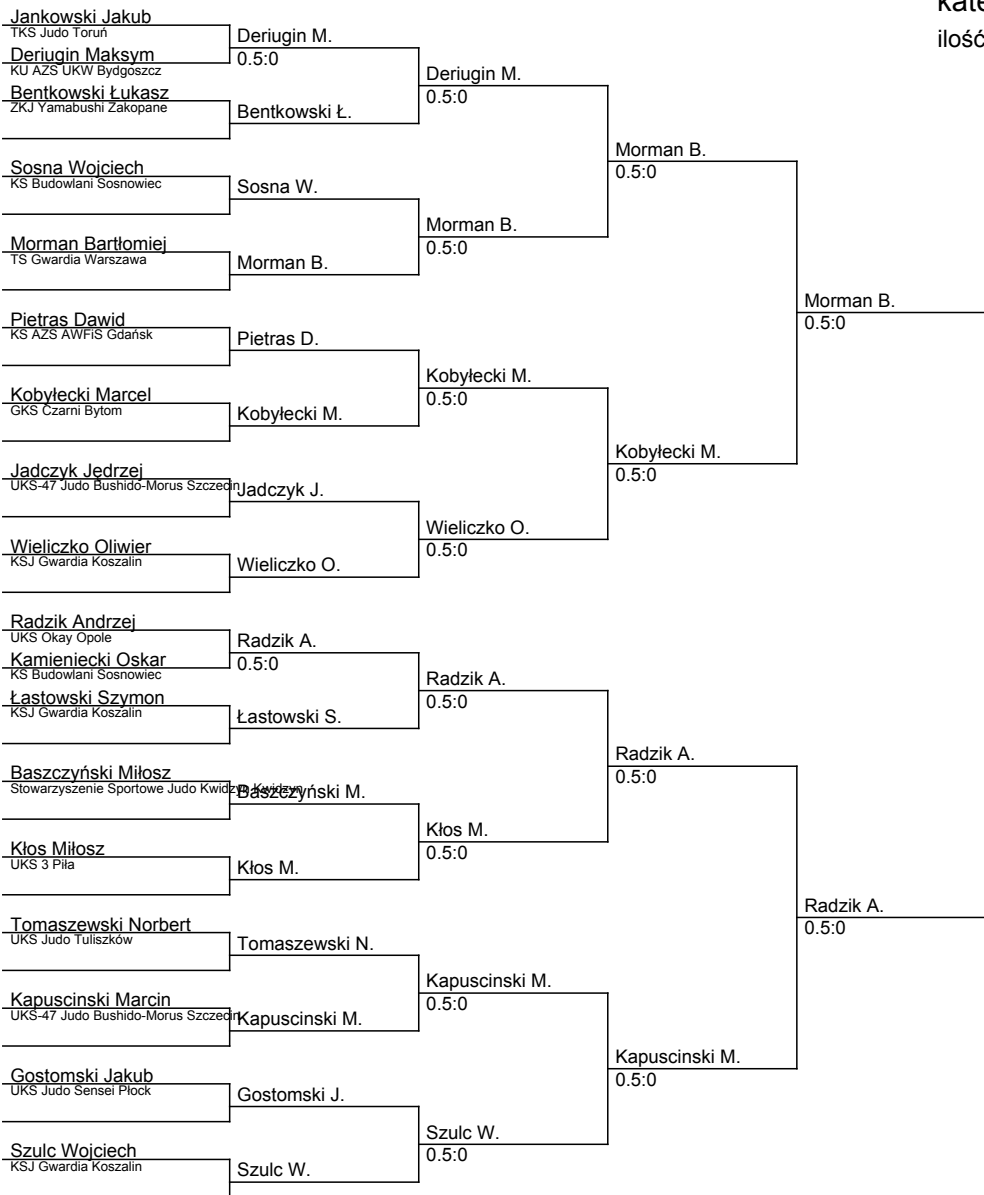 kate
ilość
Jankowski Jakub
TKS Judo Toruń
Deriugin Maksym
KU AZS UKW Bydgoszcz
Bentkowski Łukasz
ZKJ Yamabushi Zakopane
Sosna Wojciech
KS Budowlani Sosnowiec
Morman Bartłomiej
TS Gwardia Warszawa
Pietras Dawid
KS AZS AWFiS Gdańsk
Kobyłecki Marcel
GKS Czarni Bytom
Jadczyk Jędrzej
UKS-47 Judo Bushido-Morus Szczecin
Wieliczko Oliwier
KSJ Gwardia Koszalin
Radzik Andrzej
UKS Okay Opole
Kamieniecki Oskar
KS Budowlani Sosnowiec
Łastowski Szymon
KSJ Gwardia Koszalin
Baszczyński Miłosz
Stowarzyszenie Sportowe Judo Kwidzyn Kwidzyn
Kłos Miłosz
UKS 3 Piła
Tomaszewski Norbert
UKS Judo Tuliszków
Kapuscinski Marcin
UKS-47 Judo Bushido-Morus Szczecin
Gostomski Jakub
UKS Judo Sensei Płock
Szulc Wojciech
KSJ Gwardia Koszalin
Deriugin M.
0.5:0
Bentkowski Ł.
Sosna W.
Morman B.
Pietras D.
Kobyłecki M.
Jadczyk J.
Wieliczko O.
Radzik A.
0.5:0
Łastowski S.
Baszczyński M.
Kłos M.
Tomaszewski N.
Kapuscinski M.
Gostomski J.
Szulc W.
Deriugin M.
0.5:0
Morman B.
0.5:0
Kobyłecki M.
0.5:0
Wieliczko O.
0.5:0
Radzik A.
0.5:0
Kłos M.
0.5:0
Kapuscinski M.
0.5:0
Szulc W.
0.5:0
Morman B.
0.5:0
Kobyłecki M.
0.5:0
Radzik A.
0.5:0
Kapuscinski M.
0.5:0
Morman B.
0.5:0
Radzik A.
0.5:0